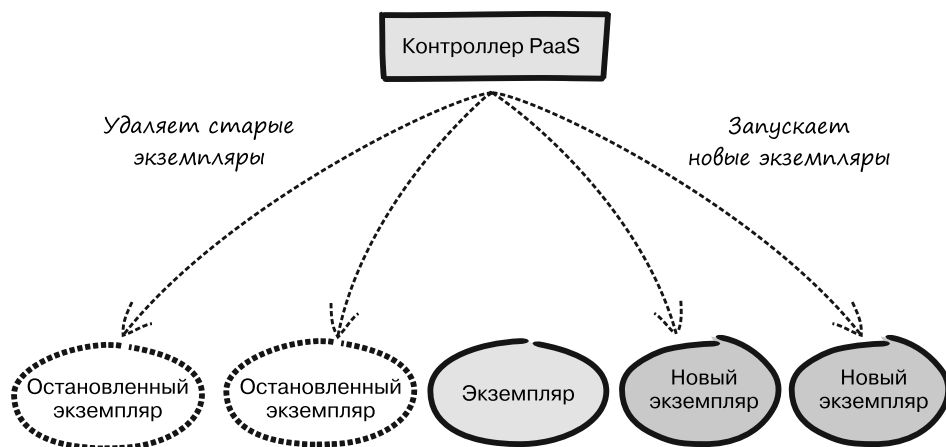 Контроллер PaaS
Удаляет старые
экземпляры
Запускает
новые экземпляры
Остановленный
экземпляр
Остановленный
экземпляр
Экземпляр
Новый
экземпляр
Новый
экземпляр